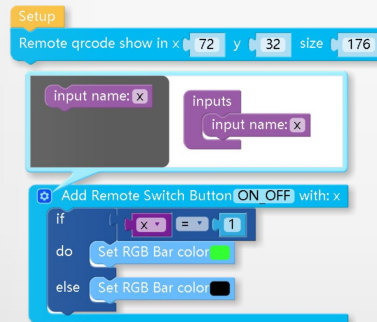 Setup
Remote qrcode show in x 72 y 32 size 176
input name: x
inputs
input name: x
Add Remote Switch Button ON_OFF with: x
if x = 1
do Set RGB Bar color
else Set RGB Bar color